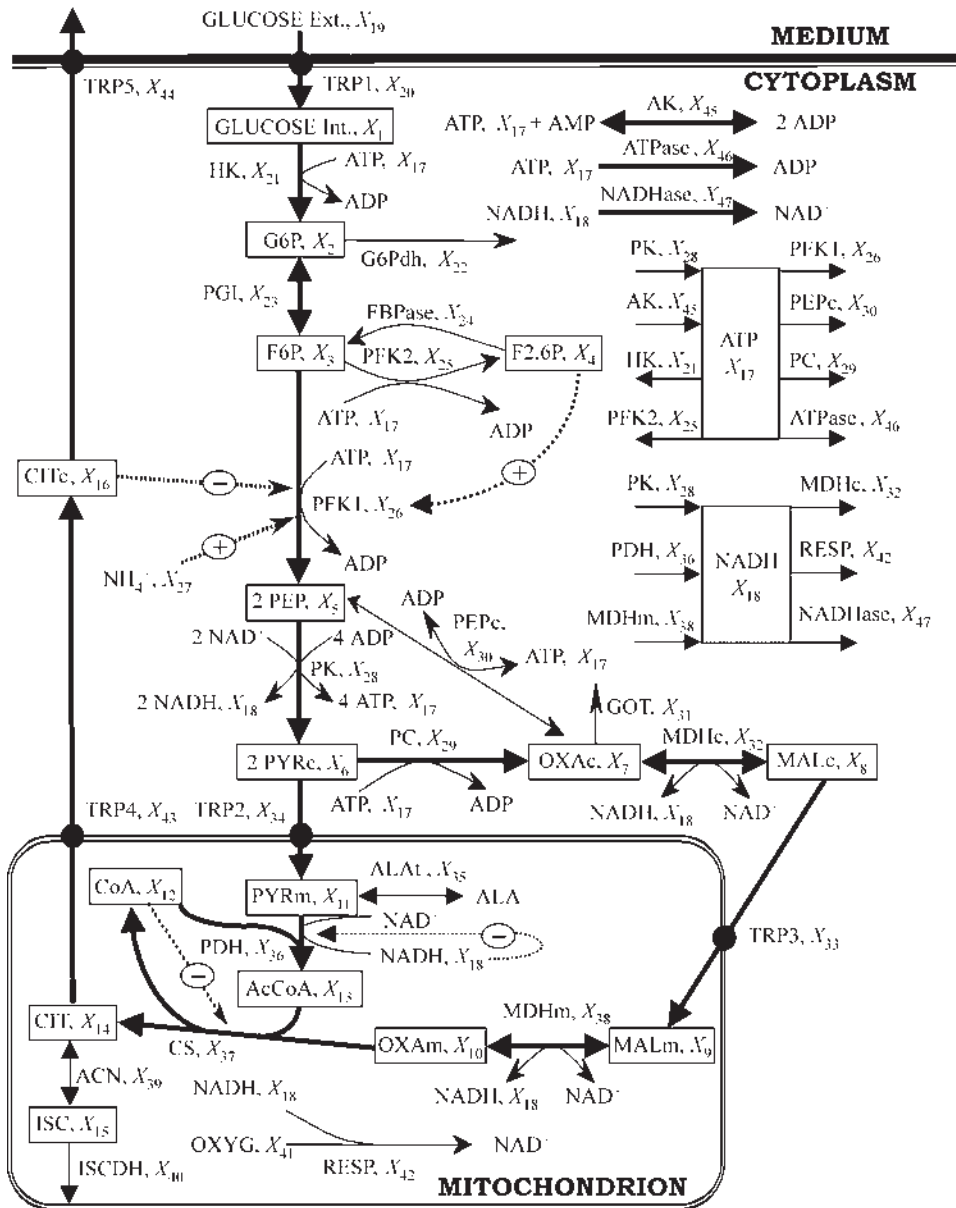 GLUCOSE Ext., X19
MEDIUM
CYTOPLASM
TRP5, X44
TRP1, X20
GLUCOSE Int., X1
ATP, X17 + AMP
AK, X45
2 ADP
HK, X21
ATP, X17
ADP
ATP, X17
ATPase, X46
ADP
NADH, X18
NADHase, X47
NAD+
G6P, X2
G6Pdh, X22
PGI, X23
FBPase, X24
F6P, X3
PFK2, X25
F2.6P, X4
ATP, X17
ADP
PK, X28
PFK1, X26
AK, X45
PEPc, X30
ATP
X17
HK, X21
PC, X29
PFK2, X25
ATPase, X46
CITc, X16
−
ATP, X17
+
PFK1, X26
+
ADP
NH4+, X27
PK, X28
MDHc, X32
PDH, X36
NADH
X18
RESP, X42
MDHm, X38
NADHase, X47
2 PEP, X5
ADP
PEPc,
X30
ATP, X17
2 NAD+
4 ADP
PK, X28
2 NADH, X18
4 ATP, X17
GOT, X31
2 PYRc, X6
PC, X29
OXAc, X7
MDHc, X32
MALc, X8
ATP, X17
ADP
NADH, X18
NAD+
TRP4, X43
TRP2, X34
CoA, X12
PYRm, X11
ALAt, X35
ALA
NAD+
−
PDH, X36
NADH, X18
TRP3, X33
−
AcCoA, X13
CIT, X14
CS, X37
OXAm, X10
MDHm, X38
MALm, X9
NADH, X18
NAD+
ACN, X39
NADH, X18
ISC, X15
OXYG, X41
NAD+
RESP, X42
ISCDH, X40
MITOCHONDRION